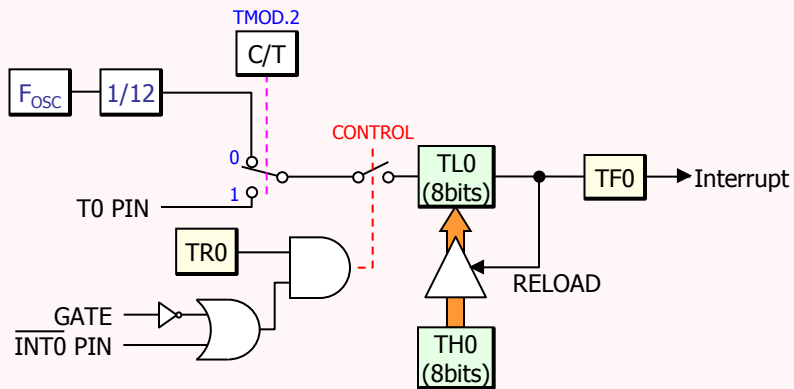 TMOD.2
C/T
FOSC
1/12
CONTROL
0
1
TL0
(8bits)
TF0
Interrupt
T0 PIN
TR0
RELOAD
GATE
INT0 PIN
TH0
(8bits)